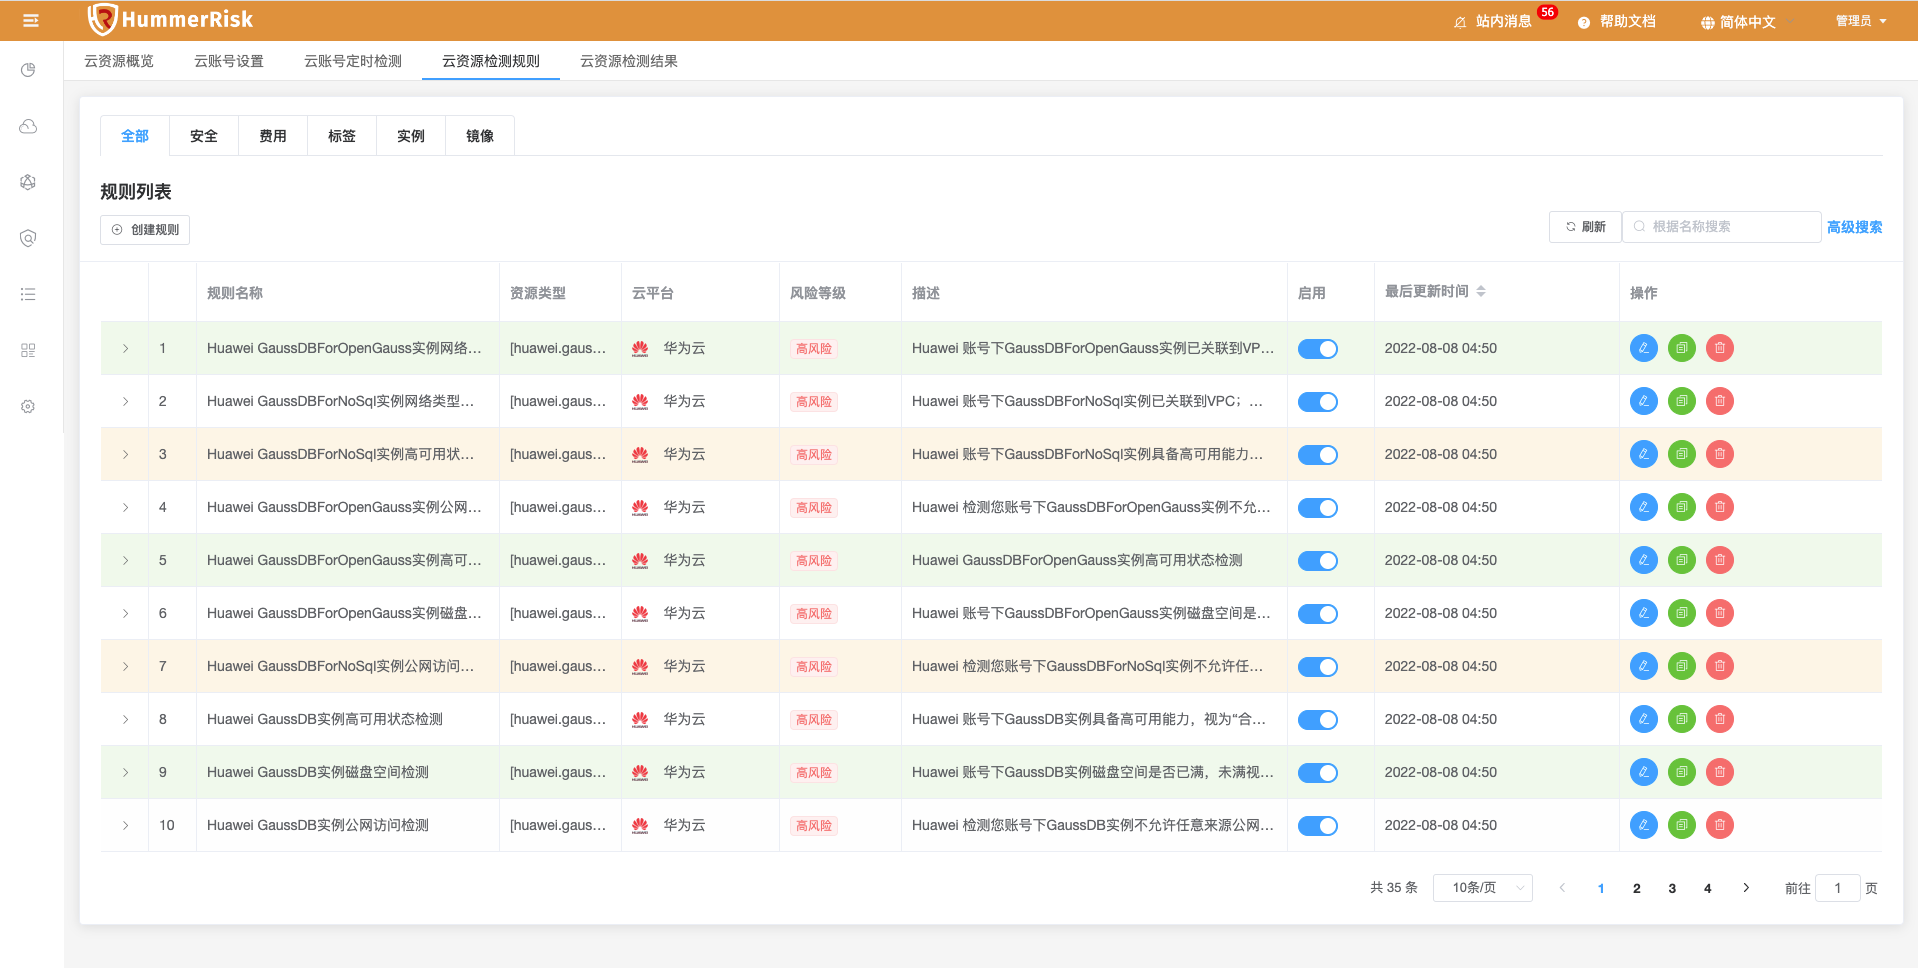 HummerRisk
站内消息 56 帮助文档 简体中文 管理员
云资源概览 云账号设置 云账号定时检测 云资源检测规则 云资源检测结果
全部 安全 费用 标签 实例 镜像
规则列表
创建规则 刷新 根据名称搜索 高级搜索
规则名称 资源类型 云平台 风险等级 描述 启用 最后更新时间 操作
1 Huawei GaussDBForOpenGauss实例网络... [huawei.gaus... 华为云 高风险 Huawei 账号下GaussDBForOpenGauss实例已关联到VP... 2022-08-08 04:50
2 Huawei GaussDBForNoSql实例网络类型... [huawei.gaus... 华为云 高风险 Huawei 账号下GaussDBForNoSql实例已关联到VPC；... 2022-08-08 04:50
3 Huawei GaussDBForNoSql实例高可用状... [huawei.gaus... 华为云 高风险 Huawei 账号下GaussDBForNoSql实例具备高可用能力... 2022-08-08 04:50
4 Huawei GaussDBForOpenGauss实例公网... [huawei.gaus... 华为云 高风险 Huawei 检测您账号下GaussDBForOpenGauss实例不允... 2022-08-08 04:50
5 Huawei GaussDBForOpenGauss实例高可... [huawei.gaus... 华为云 高风险 Huawei GaussDBForOpenGauss实例高可用状态检测 2022-08-08 04:50
6 Huawei GaussDBForOpenGauss实例磁盘... [huawei.gaus... 华为云 高风险 Huawei 账号下GaussDBForOpenGauss实例磁盘空间是... 2022-08-08 04:50
7 Huawei GaussDBForNoSql实例公网访问... [huawei.gaus... 华为云 高风险 Huawei 检测您账号下GaussDBForNoSql实例不允许任... 2022-08-08 04:50
8 Huawei GaussDB实例高可用状态检测 [huawei.gaus... 华为云 高风险 Huawei 账号下GaussDB实例具备高可用能力，视为“合... 2022-08-08 04:50
9 Huawei GaussDB实例磁盘空间检测 [huawei.gaus... 华为云 高风险 Huawei 账号下GaussDB实例磁盘空间是否已满，未满视... 2022-08-08 04:50
10 Huawei GaussDB实例公网访问检测 [huawei.gaus... 华为云 高风险 Huawei 检测您账号下GaussDB实例不允许任意来源公网... 2022-08-08 04:50
共 35 条 10条/页 1 2 3 4 前往 1 页